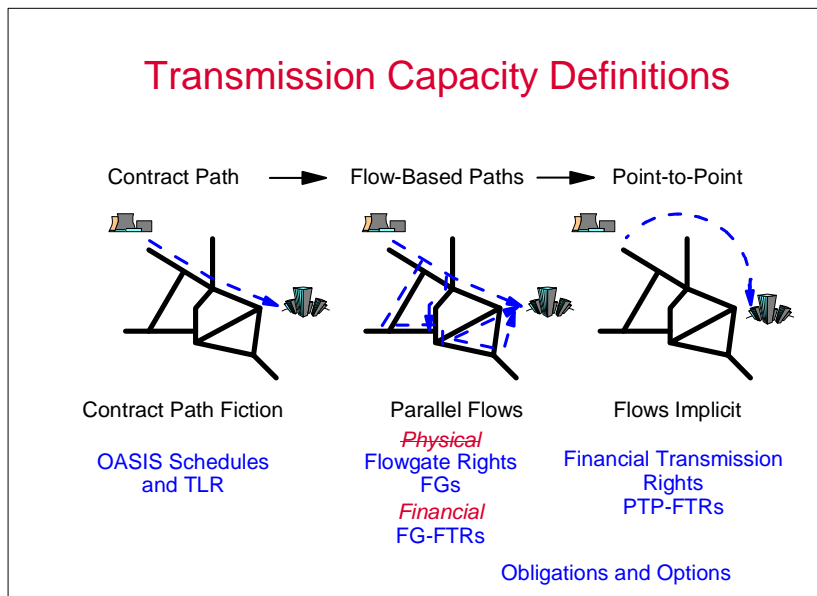 Transmission Capacity Definitions
Contract Path
Flow-Based Paths
Point-to-Point
Contract Path Fiction
OASIS Schedules
and TLR
Parallel Flows
Physical
Flowgate Rights
FGs
Financial
FG-FTRs
Flows Implicit
Financial Transmission
Rights
PTP-FTRs
Obligations and Options